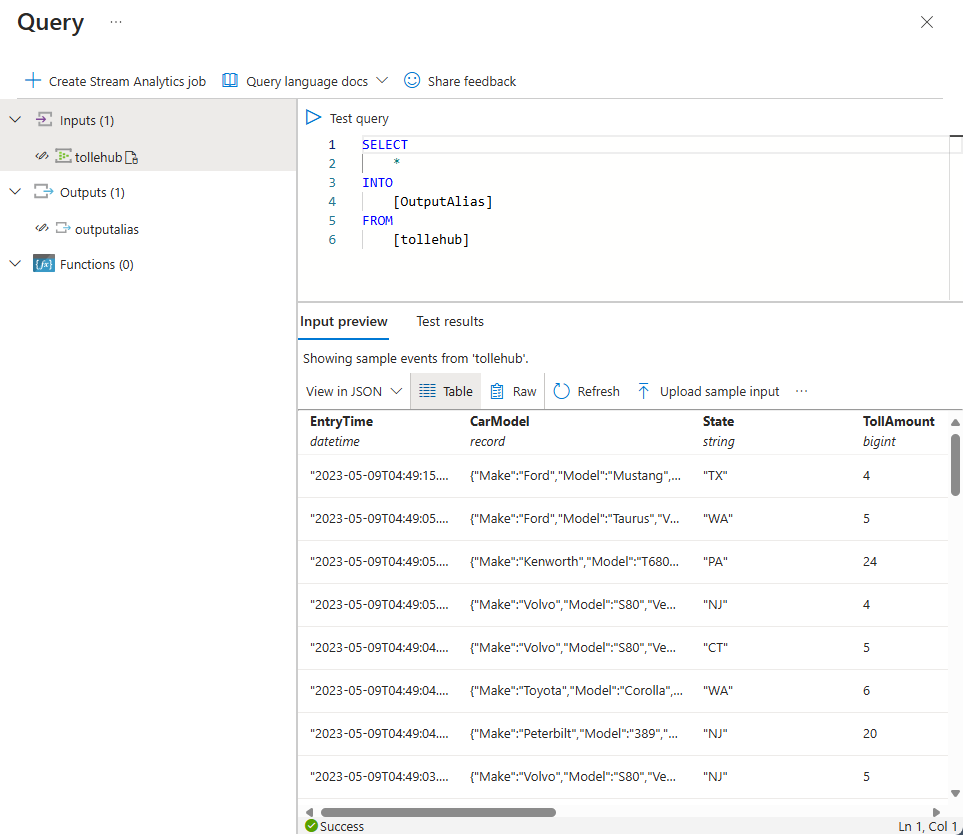 Query ...
Create Stream Analytics job Query language docs Share feedback
Inputs (1)
tollehub
Outputs (1)
outputalias
Functions (0)
Test query
1 SELECT
2 *
3 INTO
4 [OutputAlias]
5 FROM
6 [tollehub]
Input preview Test results
Showing sample events from 'tollehub'.
View in JSON Table Raw Refresh Upload sample input ...
EntryTime CarModel State TollAmount
datetime record string bigint
"2023-05-09T04:49:15.... {"Make":"Ford","Model":"Mustang",... "TX" 4
"2023-05-09T04:49:05.... {"Make":"Ford","Model":"Taurus","V... "WA" 5
"2023-05-09T04:49:05.... {"Make":"Kenworth","Model":"T680... "PA" 24
"2023-05-09T04:49:05.... {"Make":"Volvo","Model":"S80","Ve... "NJ" 4
"2023-05-09T04:49:04.... {"Make":"Volvo","Model":"S80","Ve... "CT" 5
"2023-05-09T04:49:04.... {"Make":"Toyota","Model":"Corolla",... "WA" 6
"2023-05-09T04:49:04.... {"Make":"Peterbilt","Model":"389","... "NJ" 20
"2023-05-09T04:49:03.... {"Make":"Volvo","Model":"S80","Ve... "NJ" 5
Success Ln 1, Col 1